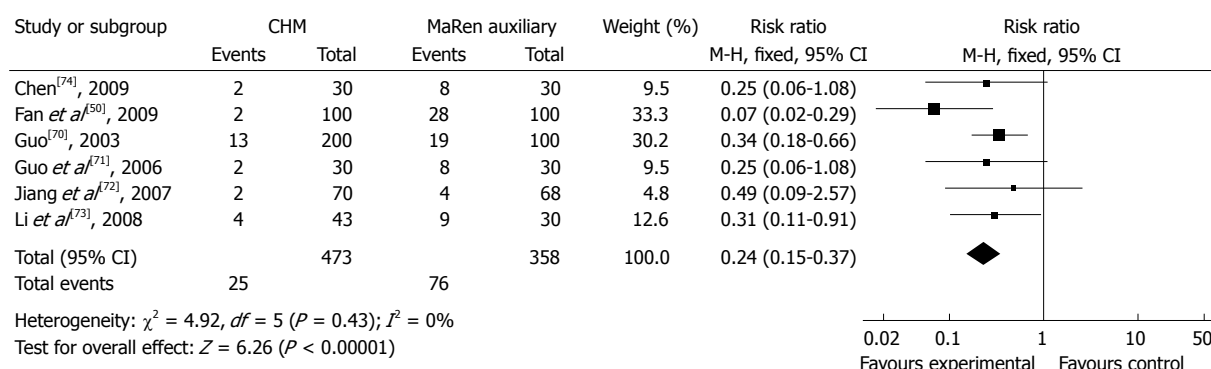 Study or subgroup CHM MaRen auxiliary Weight (%) Risk ratio Risk ratio
Events Total Events Total M-H, fixed, 95% CI M-H, fixed, 95% CI
Chen[74], 2009 2 30 8 30 9.5 0.25 (0.06-1.08)
Fan et al[50], 2009 2 100 28 100 33.3 0.07 (0.02-0.29)
Guo[70], 2003 13 200 19 100 30.2 0.34 (0.18-0.66)
Guo et al[71], 2006 2 30 8 30 9.5 0.25 (0.06-1.08)
Jiang et al[72], 2007 2 70 4 68 4.8 0.49 (0.09-2.57)
Li et al[73], 2008 4 43 9 30 12.6 0.31 (0.11-0.91)
Total (95% CI) 473 358 100.0 0.24 (0.15-0.37)
Total events 25 76
Heterogeneity: χ² = 4.92, df = 5 (P = 0.43); I² = 0%
Test for overall effect: Z = 6.26 (P < 0.00001)
0.02 0.1 1 10 50
Favours experimental Favours control